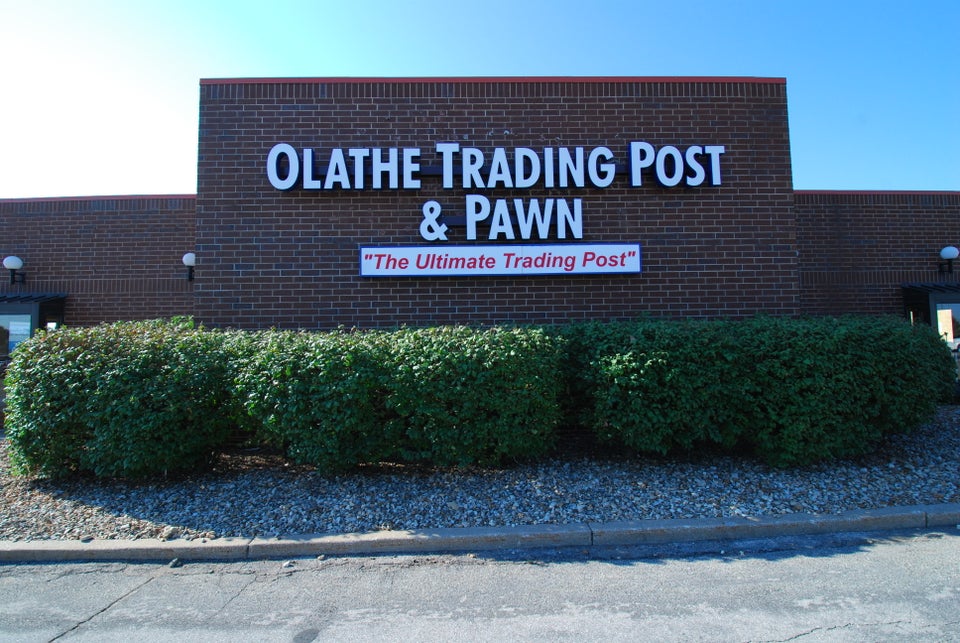 OLATHE TRADING POST
& PAWN
"The Ultimate Trading Post"